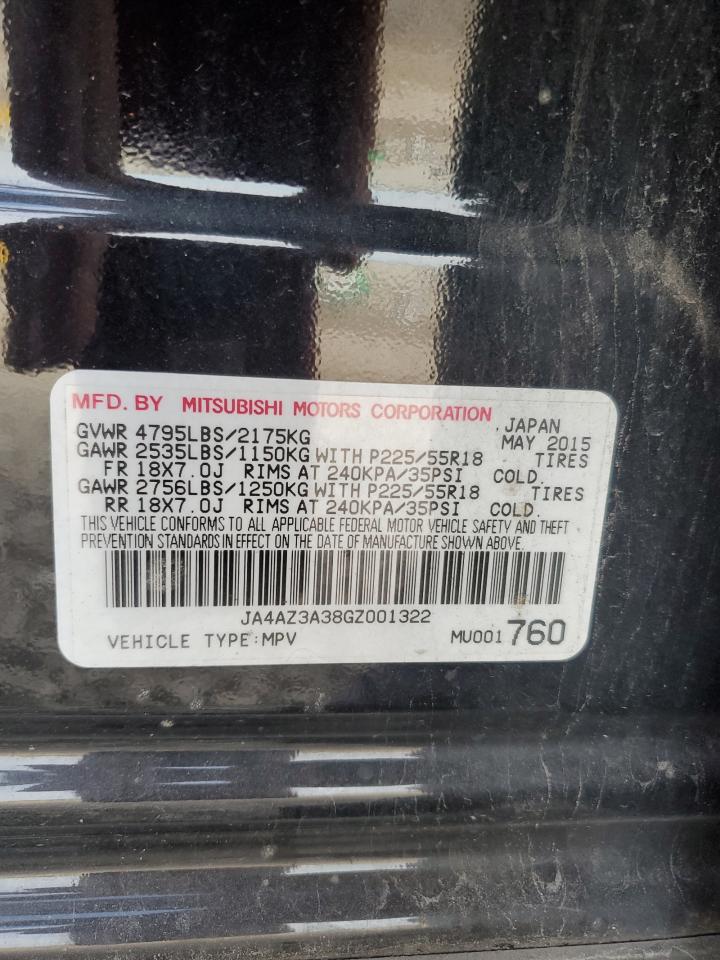 MFD. BY MITSUBISHI MOTORS CORPORATION JAPAN
GVWR 4795LBS/2175KG MAY 2015
GAWR 2535LBS/1150KG WITH P225/55R18 TIRES
FR 18X7.0J RIMS AT 240KPA/35PSI COLD.
GAWR 2756LBS/1250KG WITH P225/55R18 TIRES
RR 18X7.0J RIMS AT 240KPA/35PSI COLD.
THIS VEHICLE CONFORMS TO ALL APPLICABLE FEDERAL MOTOR VEHICLE SAFETY AND THEFT
PREVENTION STANDARDS IN EFFECT ON THE DATE OF MANUFACTURE SHOWN ABOVE.
JA4AZ3A38GZ001322
VEHICLE TYPE:MPV MU001 760